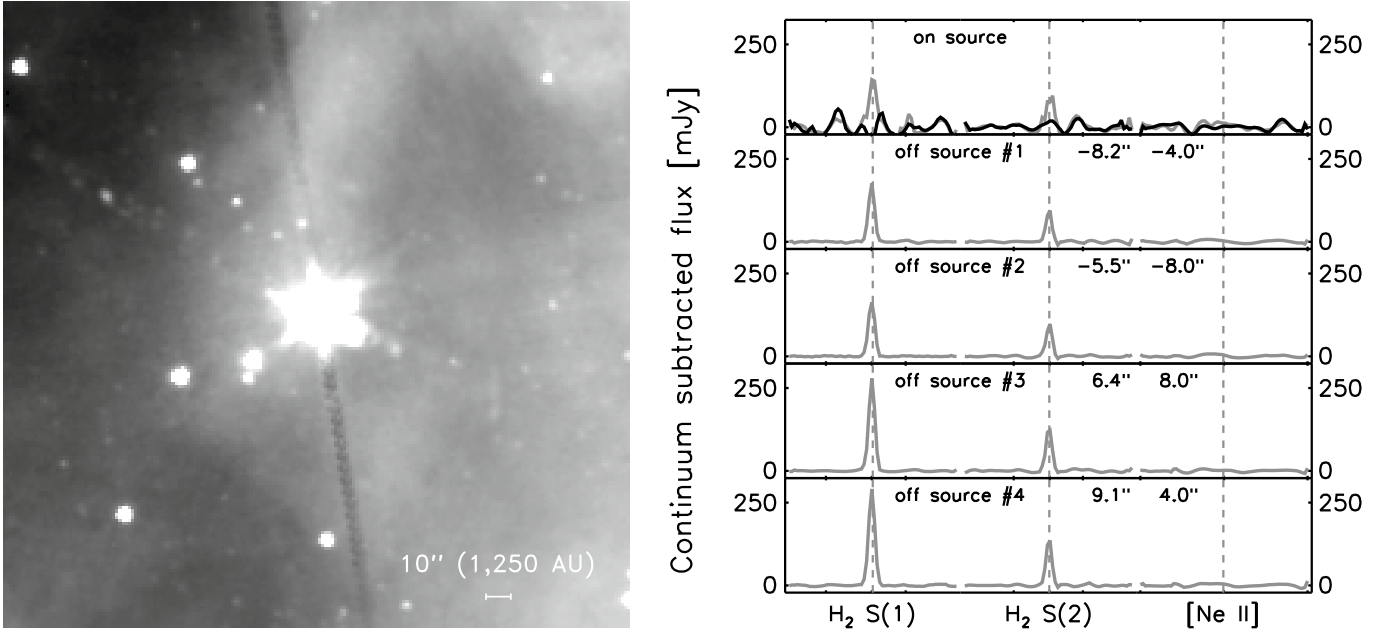 10'' (1,250 AU)
Continuum subtracted flux [mJy]
on source
250
250
0
0
off source #1 −8.2" −4.0"
250
250
0
0
off source #2 −5.5" −8.0"
250
250
0
0
off source #3 6.4" 8.0"
250
250
0
0
off source #4 9.1" 4.0"
250
250
0
0
H₂ S(1) H₂ S(2) [Ne II]